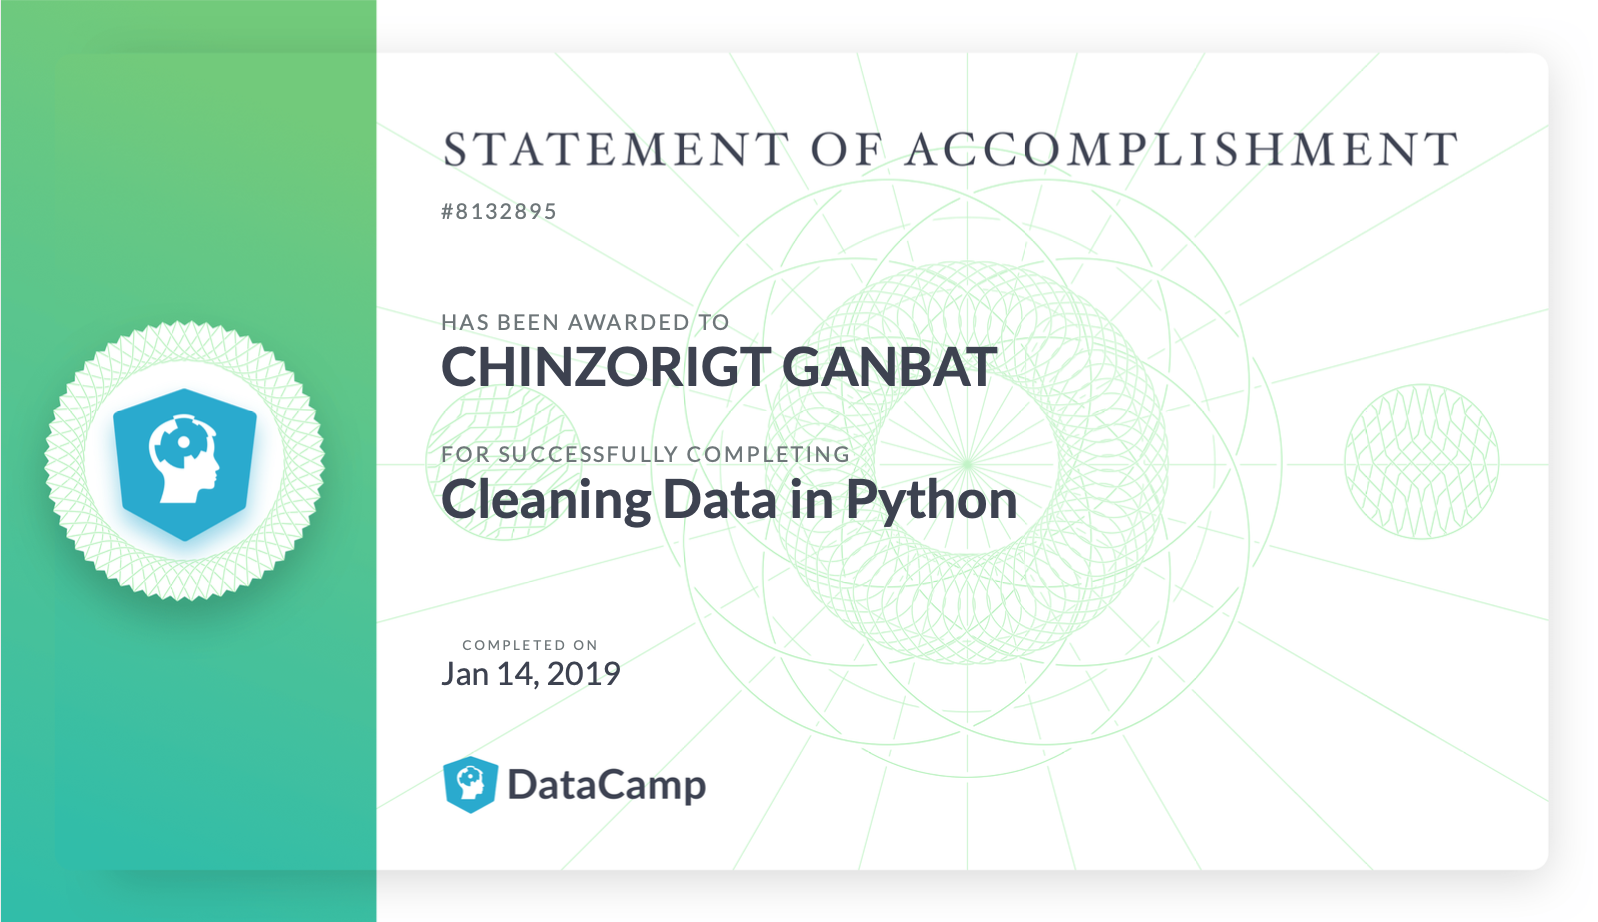 STATEMENT OF ACCOMPLISHMENT
#8132895
HAS BEEN AWARDED TO
CHINZORIGT GANBAT
FOR SUCCESSFULLY COMPLETING
Cleaning Data in Python
COMPLETED ON
Jan 14, 2019
DataCamp